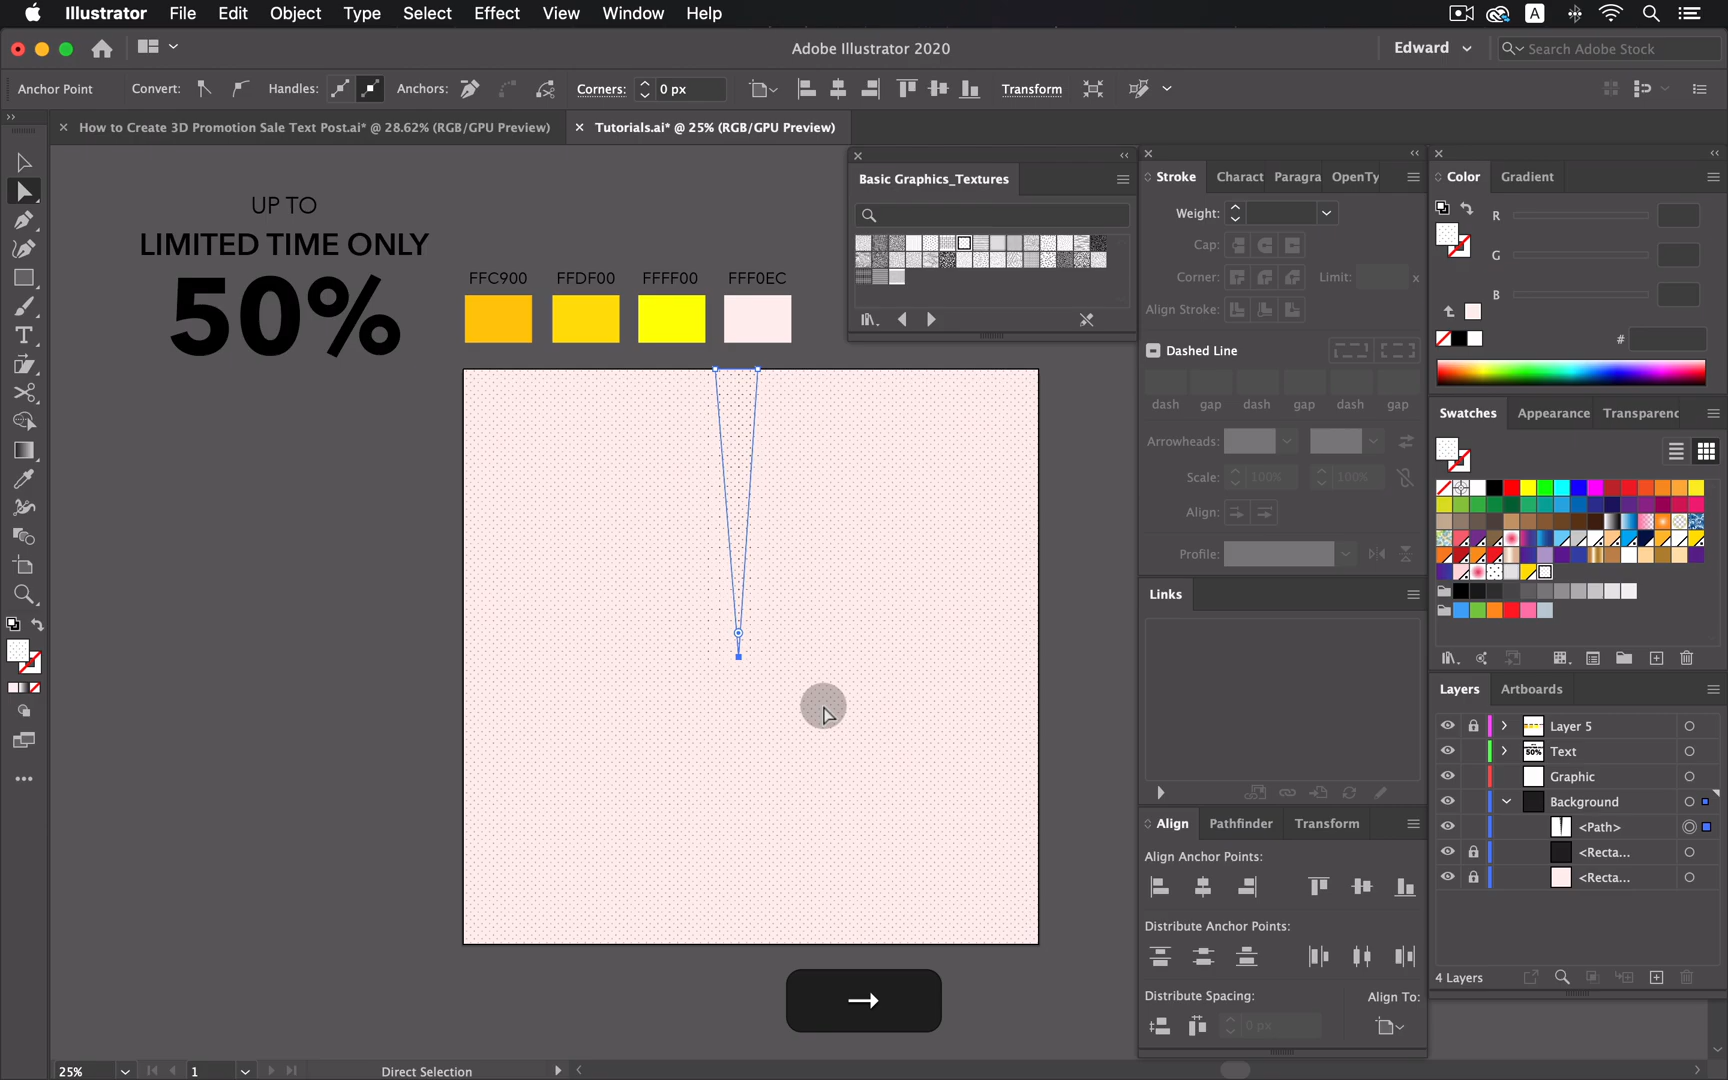 Illustrator File Edit Object Type Select Effect View Window Help A
Adobe Illustrator 2020 Edward Search Adobe Stock
Anchor Point Convert: Handles: Anchors: Corners: 0 px Transform
How to Create 3D Promotion Sale Text Post.ai* @ 28.62% (RGB/GPU Preview) Tutorials.ai* @ 25% (RGB/GPU Preview)
UP TO
LIMITED TIME ONLY
50%
FFC900 FFDF00 FFFF00 FFF0EC
Basic Graphics_Textures
Stroke Charact Paragra OpenTy
Weight:
Cap:
Corner: Limit: x
Align Stroke:
Dashed Line
dash gap dash gap dash gap
Arrowheads:
Scale: 100% 100%
Align:
Profile:
Links
Align Pathfinder Transform
Align Anchor Points:
Distribute Anchor Points:
Distribute Spacing: Align To:
0 px
Color Gradient
R
G
B
#
Swatches Appearance Transparenc
Layers Artboards
Layer 5
Text
Graphic
Background
<Path>
<Recta...
<Recta...
4 Layers
→
25% 1 Direct Selection